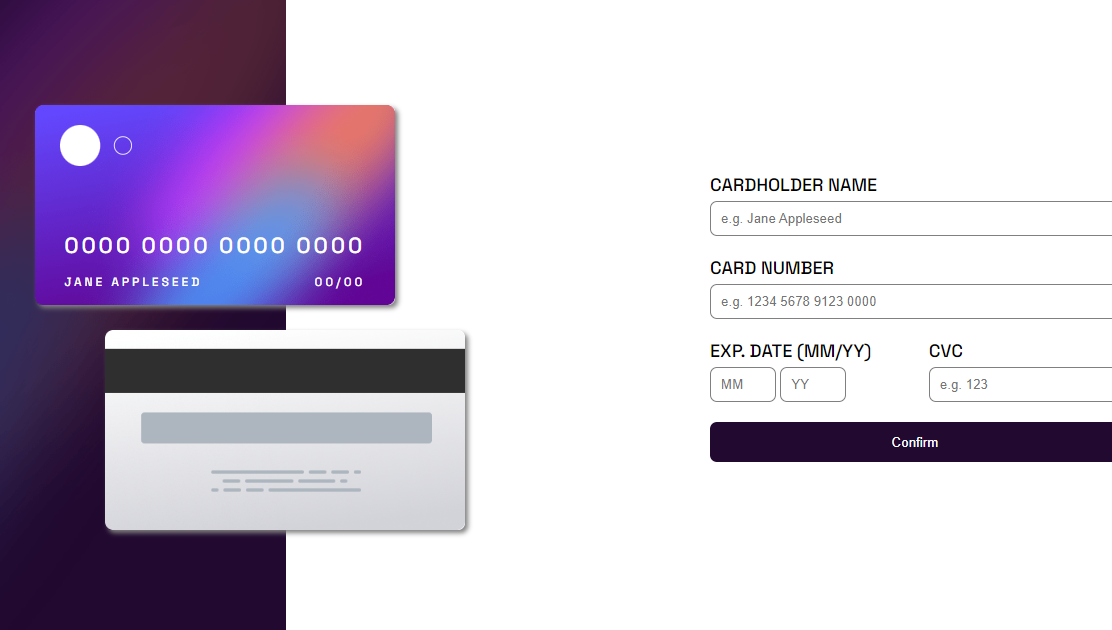 0000 0000 0000 0000
JANE APPLESEED 00/00
CARDHOLDER NAME
e.g. Jane Appleseed
CARD NUMBER
e.g. 1234 5678 9123 0000
EXP. DATE (MM/YY) CVC
MM YY e.g. 123
Confirm